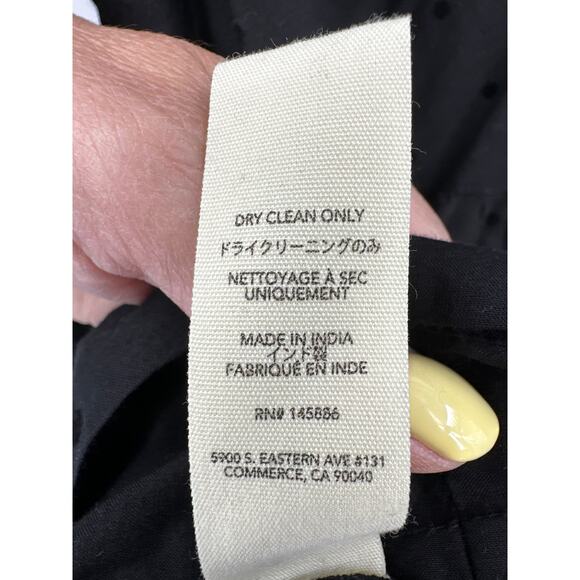 DRY CLEAN ONLY
ドライクリーニングのみ
NETTOYAGE À SEC
UNIQUEMENT
MADE IN INDIA
インド製
FABRIQUÉ EN INDE
RN# 145886
5900 S. EASTERN AVE #131
COMMERCE, CA 90040